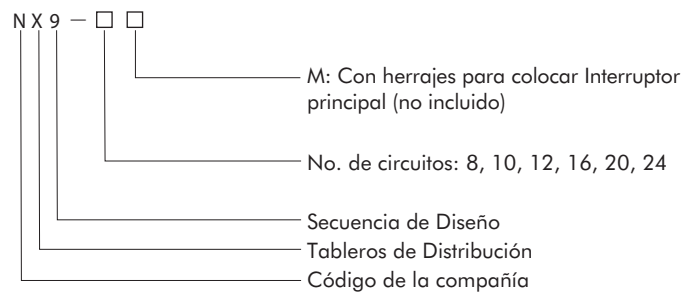 NX9 — □ □
M: Con herrajes para colocar Interruptor
principal (no incluido)
No. de circuitos: 8, 10, 12, 16, 20, 24
Secuencia de Diseño
Tableros de Distribución
Código de la compañía